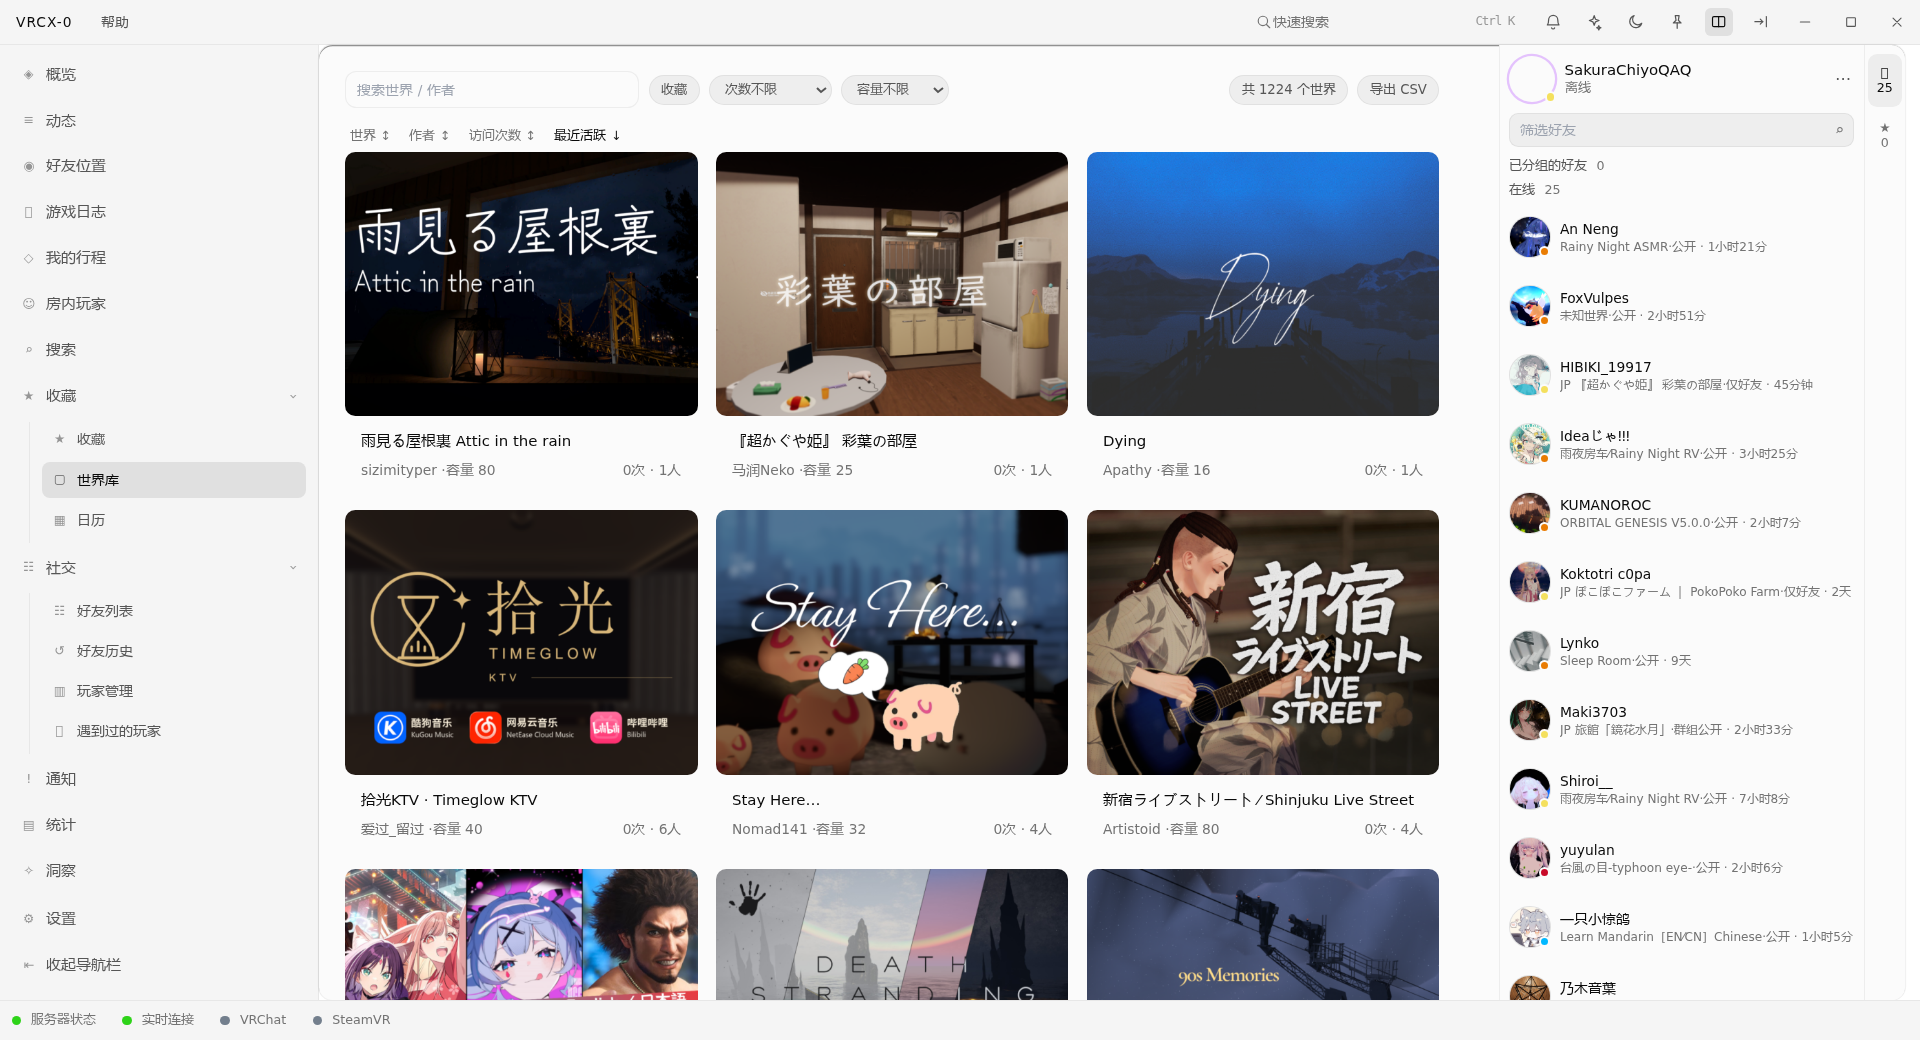 VRCX-0
帮助
快速搜索
Ctrl K
概览
动态
好友位置
游戏日志
我的行程
房内玩家
搜索
收藏
收藏
世界库
日历
社交
好友列表
好友历史
玩家管理
遇到过的玩家
通知
统计
洞察
设置
收起导航栏
搜索世界 / 作者
收藏
次数不限
容量不限
共 1224 个世界
导出 CSV
世界 ↕ 作者 ↕ 访问次数 ↕ 最近活跃 ↓
雨見る屋根裏
Attic in the rain
雨見る屋根裏 Attic in the rain
sizimityper ·容量 80
0次 · 1人
彩葉の部屋
『超かぐや姫』 彩葉の部屋
马润Neko ·容量 25
0次 · 1人
Dying
Dying
Apathy ·容量 16
0次 · 1人
拾光
TIMEGLOW
KTV
酷狗音乐
KuGou Music
网易云音乐
NetEase Cloud Music
哔哩哔哩
Bilibili
拾光KTV · Timeglow KTV
爱过_留过 ·容量 40
0次 · 6人
Stay Here...
Stay Here…
Nomad141 ·容量 32
0次 · 4人
新宿
ライブストリート
LIVE
STREET
新宿ライブストリート ⁄ Shinjuku Live Street
Artistoid ·容量 80
0次 · 4人
DEATH
STRANDING
90s Memories
SakuraChiyoQAQ
离线
...
25
★
0
筛选好友
已分组的好友 0
在线 25
An Neng
Rainy Night ASMR·公开 · 1小时21分
FoxVulpes
未知世界·公开 · 2小时51分
HIBIKI_19917
JP 『超かぐや姫』 彩葉の部屋·仅好友 · 45分钟
Ideaじゃ!!!
雨夜房车⁄Rainy Night RV·公开 · 3小时25分
KUMANOROC
ORBITAL GENESIS V5.0.0·公开 · 2小时7分
Koktotri c0pa
JP ぽこぽこファーム ｜ PokoPoko Farm·仅好友 · 2天
Lynko
Sleep Room·公开 · 9天
Maki3703
JP 旅館「鏡花水月」·群组公开 · 2小时33分
Shiroi__
雨夜房车⁄Rainy Night RV·公开 · 7小时8分
yuyulan
台風の目-typhoon eye-·公开 · 2小时6分
一只小惊鸽
Learn Mandarin［EN⁄CN］Chinese·公开 · 1小时5分
乃木音葉
服务器状态
实时连接
VRChat
SteamVR